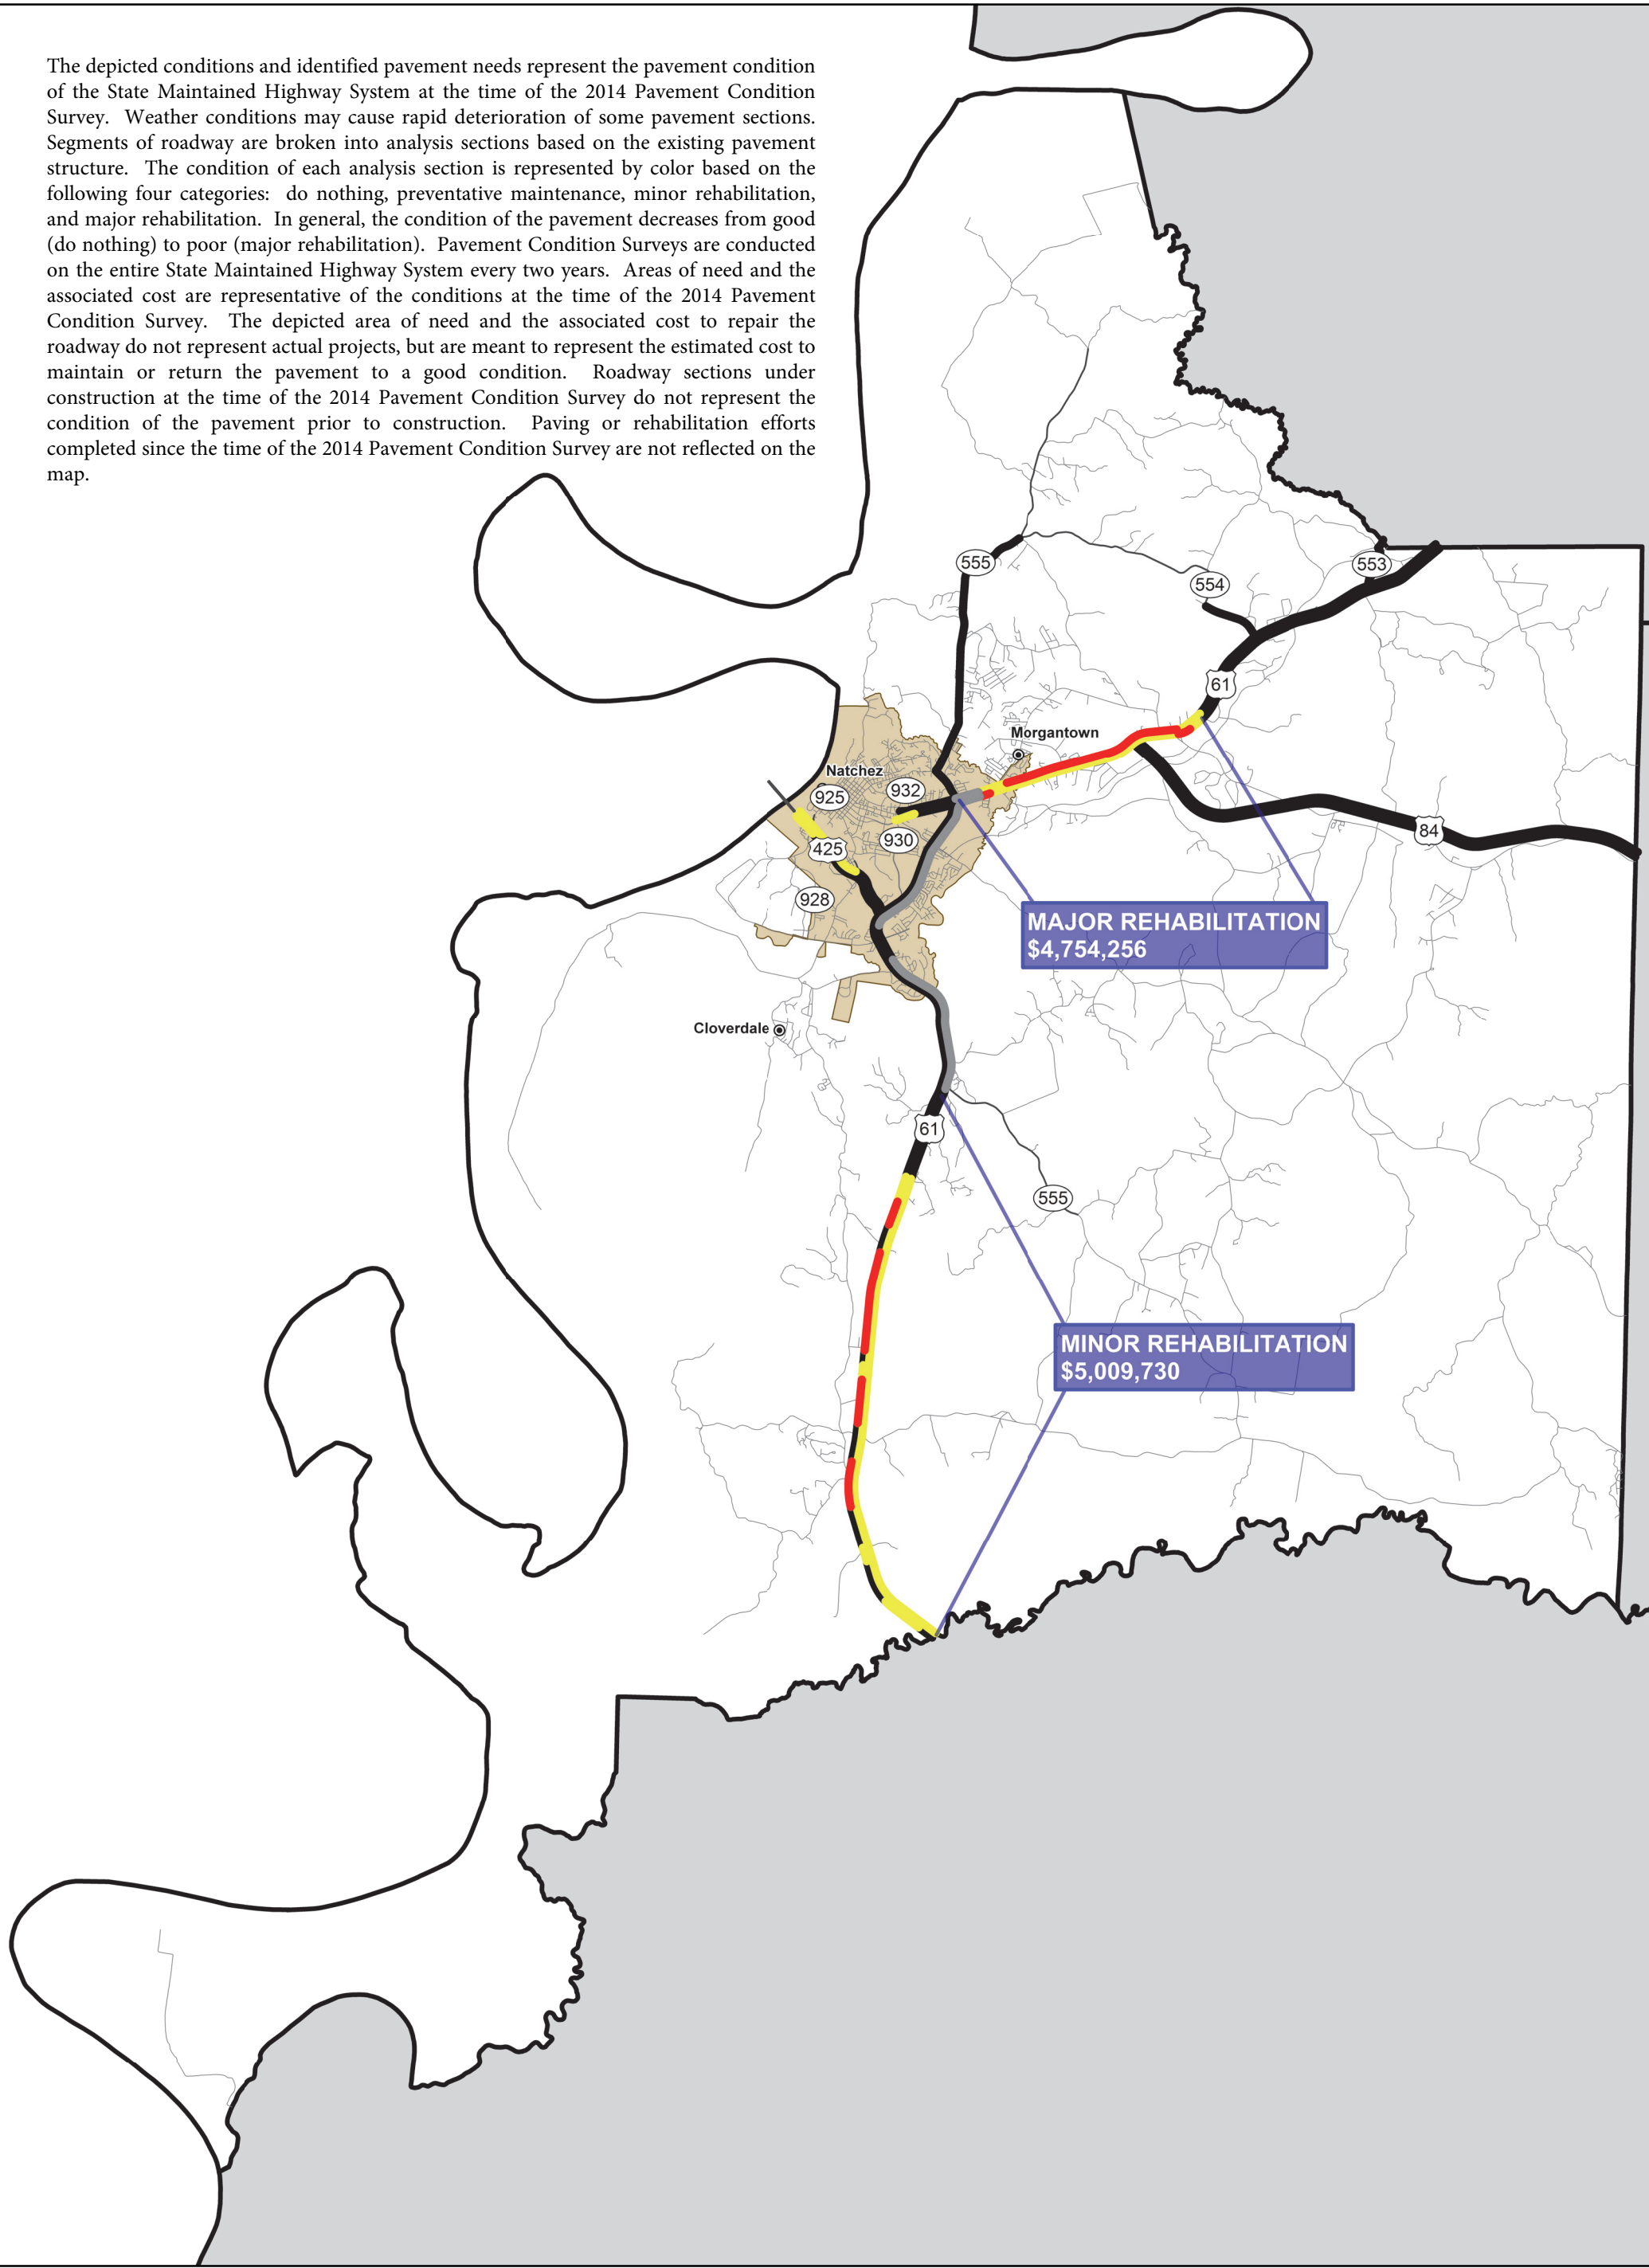 The depicted conditions and identified pavement needs represent the pavement condition
of the State Maintained Highway System at the time of the 2014 Pavement Condition
Survey. Weather conditions may cause rapid deterioration of some pavement sections.
Segments of roadway are broken into analysis sections based on the existing pavement
structure. The condition of each analysis section is represented by color based on the
following four categories: do nothing, preventative maintenance, minor rehabilitation,
and major rehabilitation. In general, the condition of the pavement decreases from good
(do nothing) to poor (major rehabilitation). Pavement Condition Surveys are conducted
on the entire State Maintained Highway System every two years. Areas of need and the
associated cost are representative of the conditions at the time of the 2014 Pavement
Condition Survey. The depicted area of need and the associated cost to repair the
roadway do not represent actual projects, but are meant to represent the estimated cost to
maintain or return the pavement to a good condition. Roadway sections under
construction at the time of the 2014 Pavement Condition Survey do not represent the
condition of the pavement prior to construction. Paving or rehabilitation efforts
completed since the time of the 2014 Pavement Condition Survey are not reflected on the
map.
555
553
554
61
Morgantown
Natchez
932
925
84
930
425
928
MAJOR REHABILITATION
$4,754,256
Cloverdale
61
555
MINOR REHABILITATION
$5,009,730